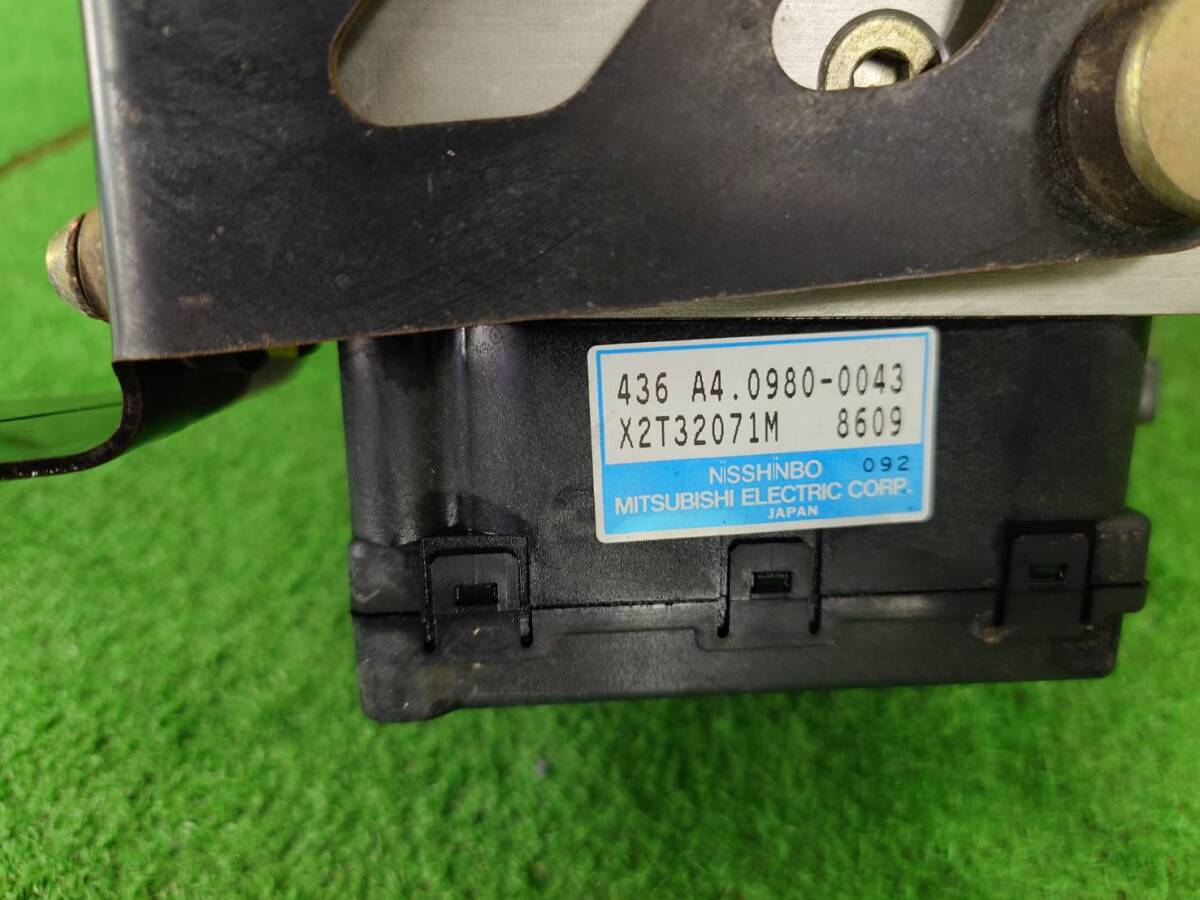 436 A4.0980-0043
X2T32071M 8609
NISSHINBO 092
MITSUBISHI ELECTRIC CORP.
JAPAN